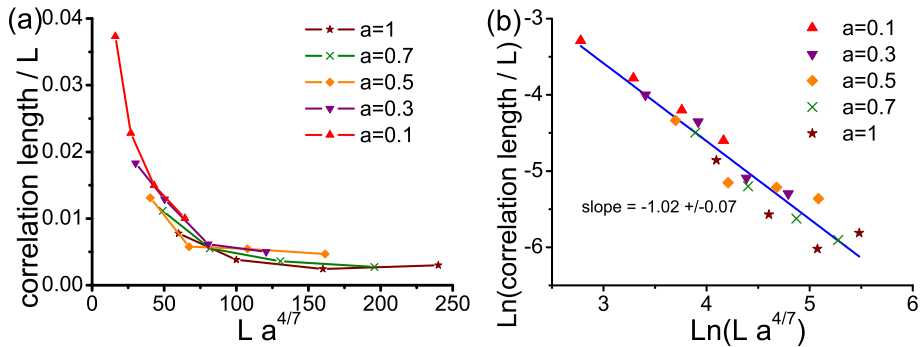 (a)
correlation length / L
0.04
0.03
0.02
0.01
0.00
a=1
a=0.7
a=0.5
a=0.3
a=0.1
0 50 100 150 200 250
L a^{4/7}
(b)
Ln(correlation length / L)
-3
-4
-5
-6
a=0.1
a=0.3
a=0.5
a=0.7
a=1
slope = -1.02 +/-0.07
3 4 5 6
Ln(L a^{4/7})